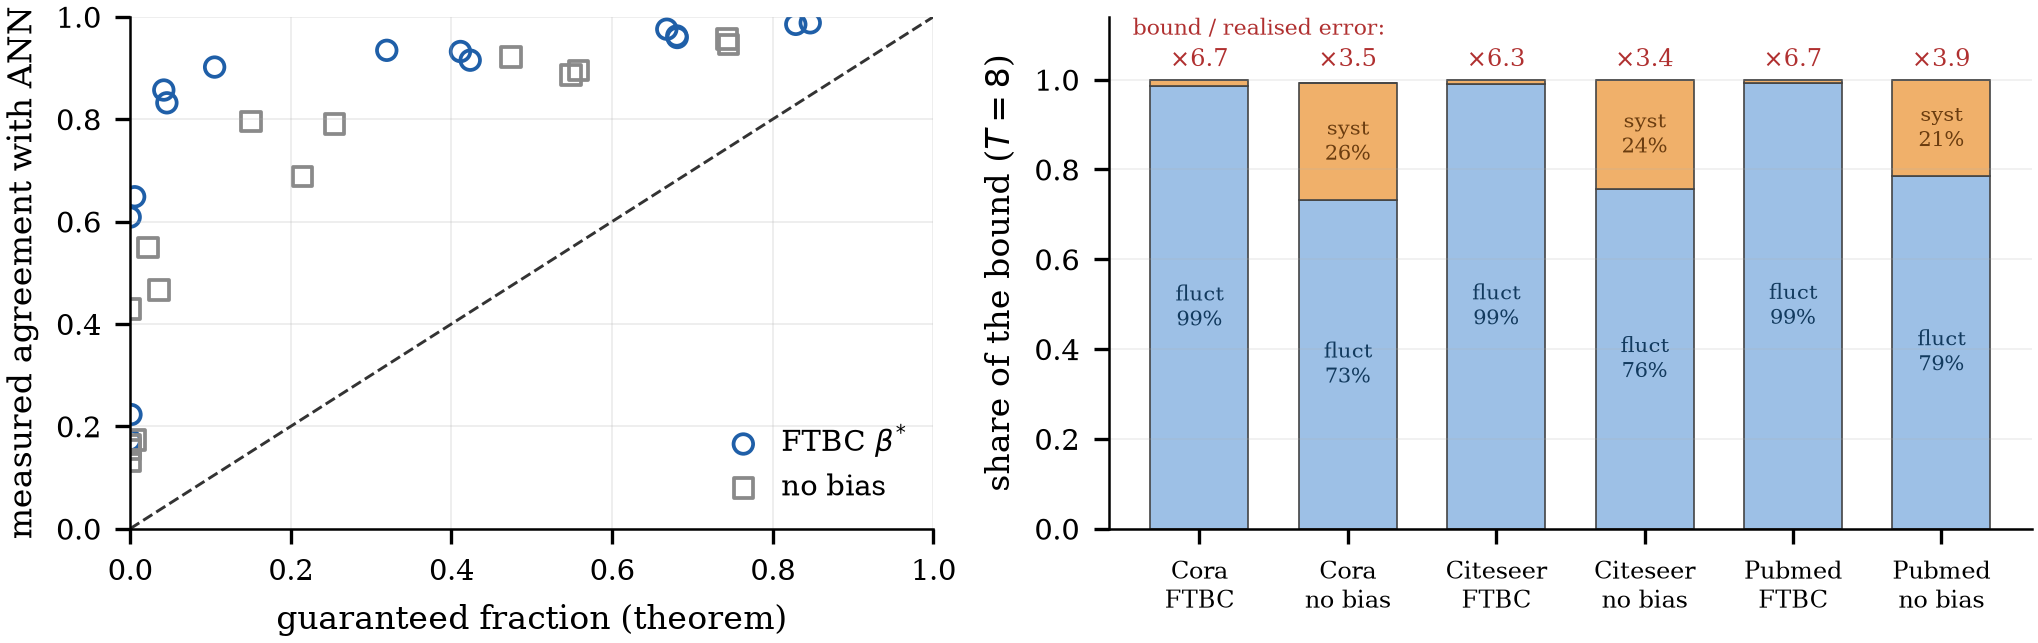 measured agreement with ANN
1.0
0.8
0.6
0.4
0.2
0.0
0.0 0.2 0.4 0.6 0.8 1.0
guaranteed fraction (theorem)
FTBC β*
no bias
share of the bound (T = 8)
1.0
0.8
0.6
0.4
0.2
0.0
bound / realised error:
×6.7 ×3.5 ×6.3 ×3.4 ×6.7 ×3.9
fluct
99%
syst
26%
fluct
73%
fluct
99%
syst
24%
fluct
76%
fluct
99%
syst
21%
fluct
79%
Cora
FTBC
Cora
no bias
Citeseer
FTBC
Citeseer
no bias
Pubmed
FTBC
Pubmed
no bias